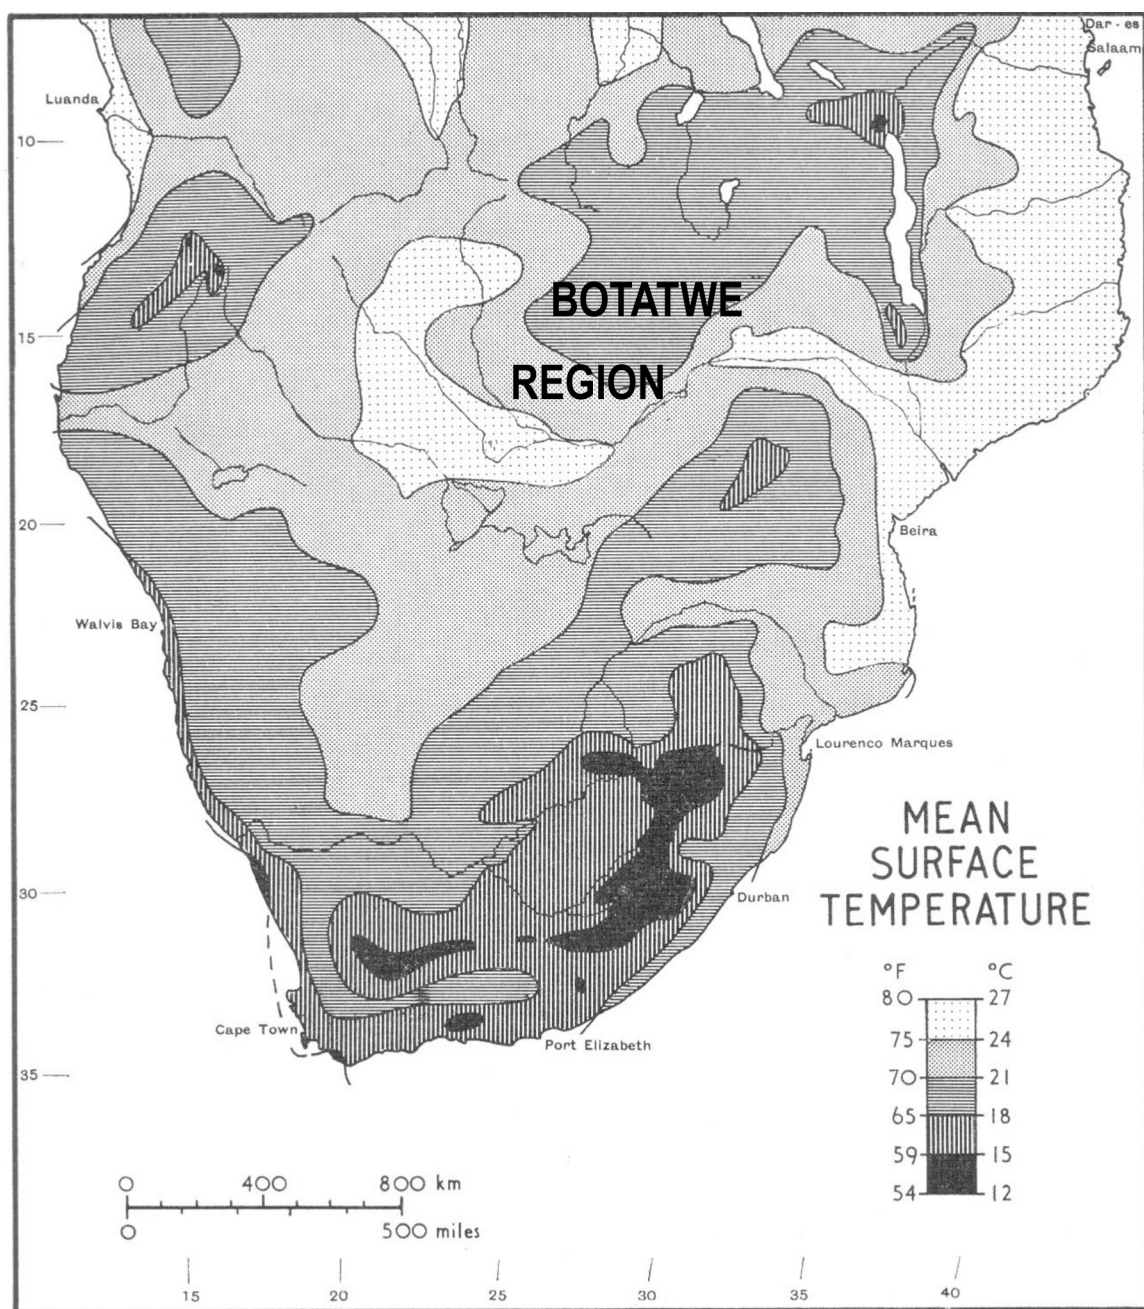 Dar-es
Salaam
Luanda
10
BOTATWE
15
REGION
20
Beira
Walvis Bay
25
Lourenco Marques
MEAN
SURFACE
TEMPERATURE
30
Durban
°F °C
80 27
Cape Town
Port Elizabeth
75 24
35
70 21
65 18
59 15
54 12
0 400 800 km
0 500 miles
15 20 25 30 35 40